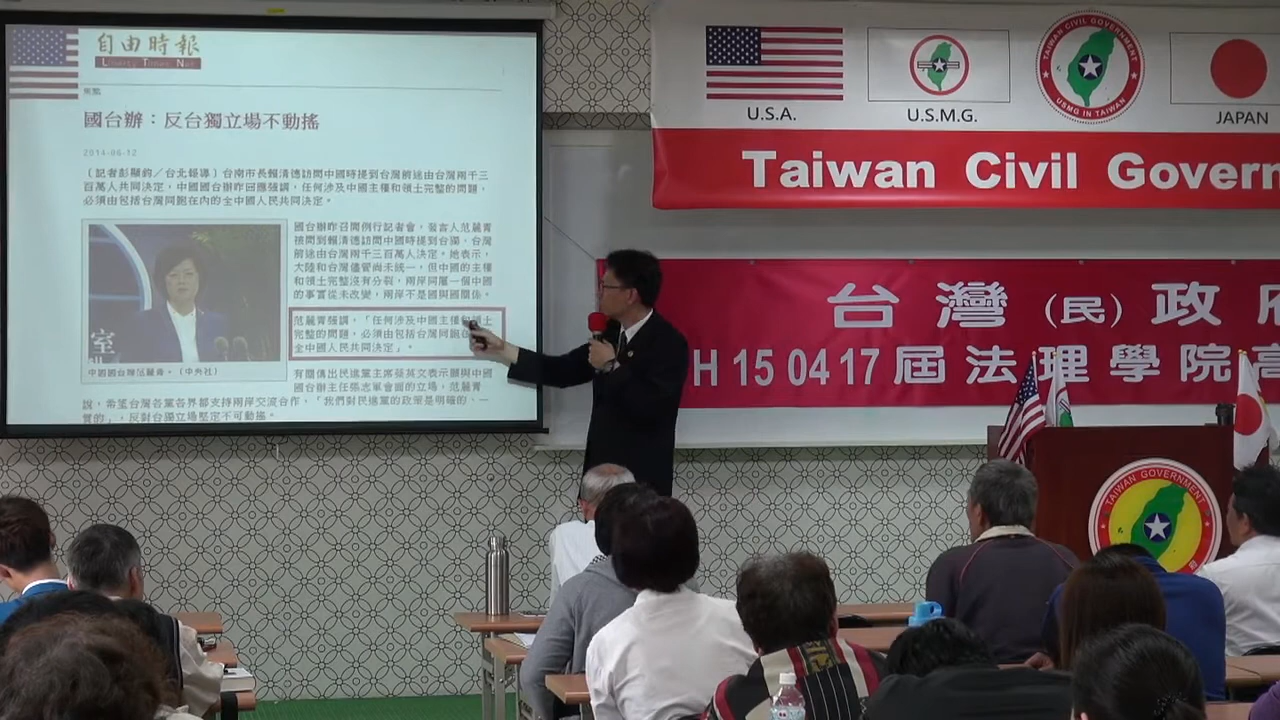 自由時報
Liberty Times Net
國台辦：反台獨立場不動搖
2014-06-12
〔記者彭顯鈞／台北報導〕台南市長賴清德訪問中國時提到台灣前途由台灣兩千三
百萬人共同決定，中國國台辦昨回應強調，任何涉及中國主權和領土完整的問題，
必須由包括台灣同胞在內的全中國人民共同決定。
國台辦昨召開例行記者會，發言人范麗青
被問到賴清德訪問中國時提到台獨、台灣
前途由台灣兩千三百萬人決定。她表示，
大陸和台灣儘管尚未統一，但中國的主權
和領土完整沒有分裂，兩岸同屬一個中國
的事實從未改變，兩岸不是國與國關係。
范麗青強調，「任何涉及中國主權和領土
完整的問題，必須由包括台灣同胞在
全中國人民共同決定」。
中國國台辦范麗青。（中央社）
有關傳出民進黨主席蔡英文表示願與中國
國台辦主任張志軍會面的立場，范麗青
說，希望台灣各黨各界都支持兩岸交流合作，「我們對民進黨的政策是明確的、一
貫的」，反對台灣獨立場堅定不可動搖。
室
U.S.A.
U.S.M.G.
TAIWAN CIVIL GOVERNMENT
USMG IN TAIWAN
JAPAN
Taiwan Civil Govern
台灣(民)政府
H 15 04 17 屆法理學院高
TAIWAN GOVERNMENT